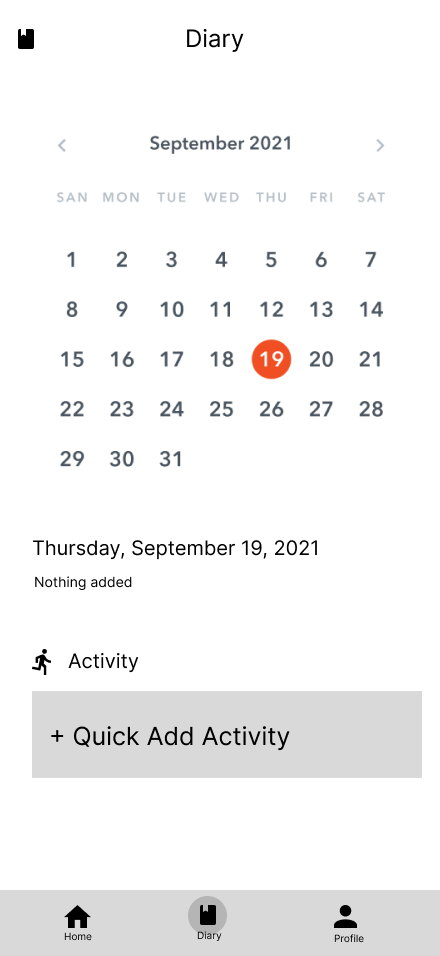 Diary
September 2021
SAN MON TUE WED THU FRI SAT
1 2 3 4 5 6 7
8 9 10 11 12 13 14
15 16 17 18 19 20 21
22 23 24 25 26 27 28
29 30 31
Thursday, September 19, 2021
Nothing added
Activity
+ Quick Add Activity
Home Diary Profile